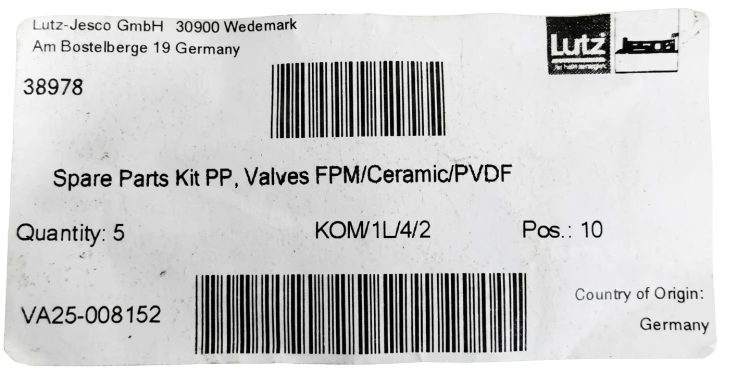 Lutz-Jesco GmbH 30900 Wedemark
Am Bostelberge 19 Germany
Lutz Jesco
38978
Spare Parts Kit PP, Valves FPM/Ceramic/PVDF
Quantity: 5 KOM/1L/4/2 Pos.: 10
VA25-008152
Country of Origin:
Germany